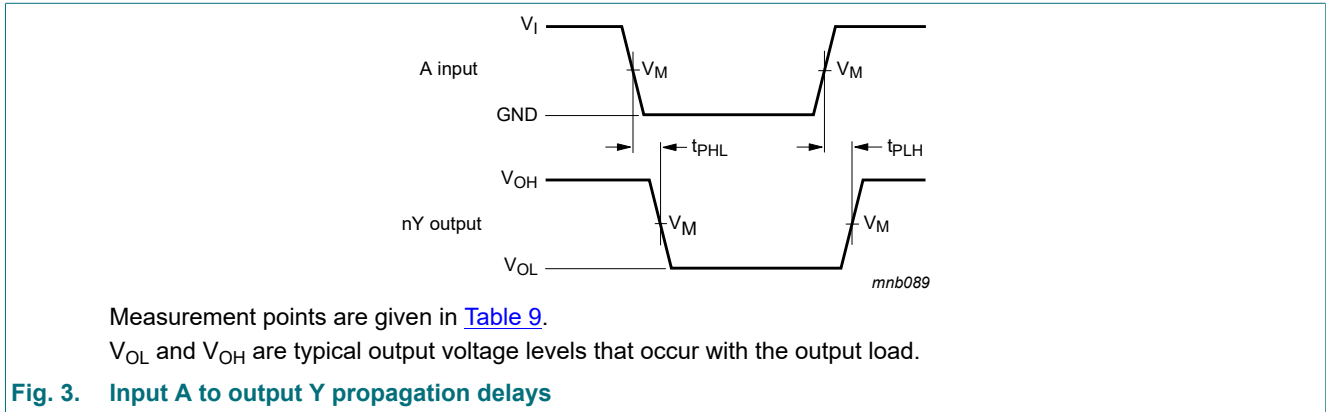 V_I
A input
V_M
V_M
GND
t_PHL
t_PLH
V_OH
nY output
V_M
V_M
V_OL
mnb089
Measurement points are given in Table 9.
V_OL and V_OH are typical output voltage levels that occur with the output load.
Fig. 3. Input A to output Y propagation delays